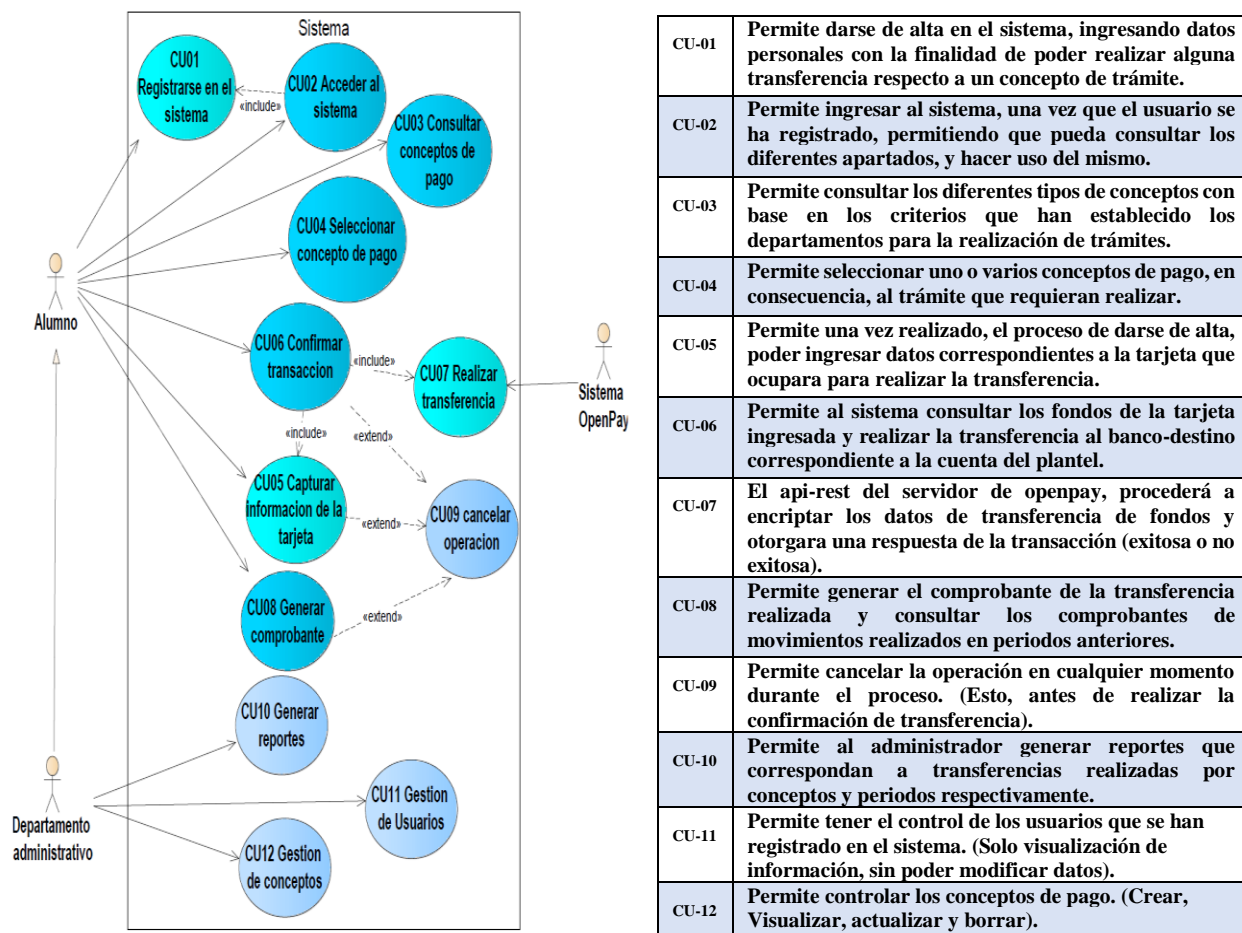 Sistema
CU01
Registrarse en el
sistema
«include»
CU02 Acceder al
sistema
CU03 Consultar
conceptos de
pago
CU04 Seleccionar
concepto de pago
Alumno
CU06 Confirmar
transaccion
«include»
CU07 Realizar
transferencia
Sistema
OpenPay
«include»
«extend»
CU05 Capturar
informacion de la
tarjeta
«extend»
CU09 cancelar
operacion
CU08 Generar
comprobante
«extend»
CU10 Generar
reportes
Departamento
administrativo
CU11 Gestion
de Usuarios
CU12 Gestion
de conceptos
CU-01
Permite darse de alta en el sistema, ingresando datos
personales con la finalidad de poder realizar alguna
transferencia respecto a un concepto de trámite.
CU-02
Permite ingresar al sistema, una vez que el usuario se
ha registrado, permitiendo que pueda consultar los
diferentes apartados, y hacer uso del mismo.
CU-03
Permite consultar los diferentes tipos de conceptos con
base en los criterios que han establecido los
departamentos para la realización de trámites.
CU-04
Permite seleccionar uno o varios conceptos de pago, en
consecuencia, al trámite que requieran realizar.
CU-05
Permite una vez realizado, el proceso de darse de alta,
poder ingresar datos correspondientes a la tarjeta que
ocupara para realizar la transferencia.
CU-06
Permite al sistema consultar los fondos de la tarjeta
ingresada y realizar la transferencia al banco-destino
correspondiente a la cuenta del plantel.
CU-07
El api-rest del servidor de openpay, procederá a
encriptar los datos de transferencia de fondos y
otorgara una respuesta de la transacción (exitosa o no
exitosa).
CU-08
Permite generar el comprobante de la transferencia
realizada y consultar los comprobantes de
movimientos realizados en periodos anteriores.
CU-09
Permite cancelar la operación en cualquier momento
durante el proceso. (Esto, antes de realizar la
confirmación de transferencia).
CU-10
Permite al administrador generar reportes que
correspondan a transferencias realizadas por
conceptos y periodos respectivamente.
CU-11
Permite tener el control de los usuarios que se han
registrado en el sistema. (Solo visualización de
información, sin poder modificar datos).
CU-12
Permite controlar los conceptos de pago. (Crear,
Visualizar, actualizar y borrar).